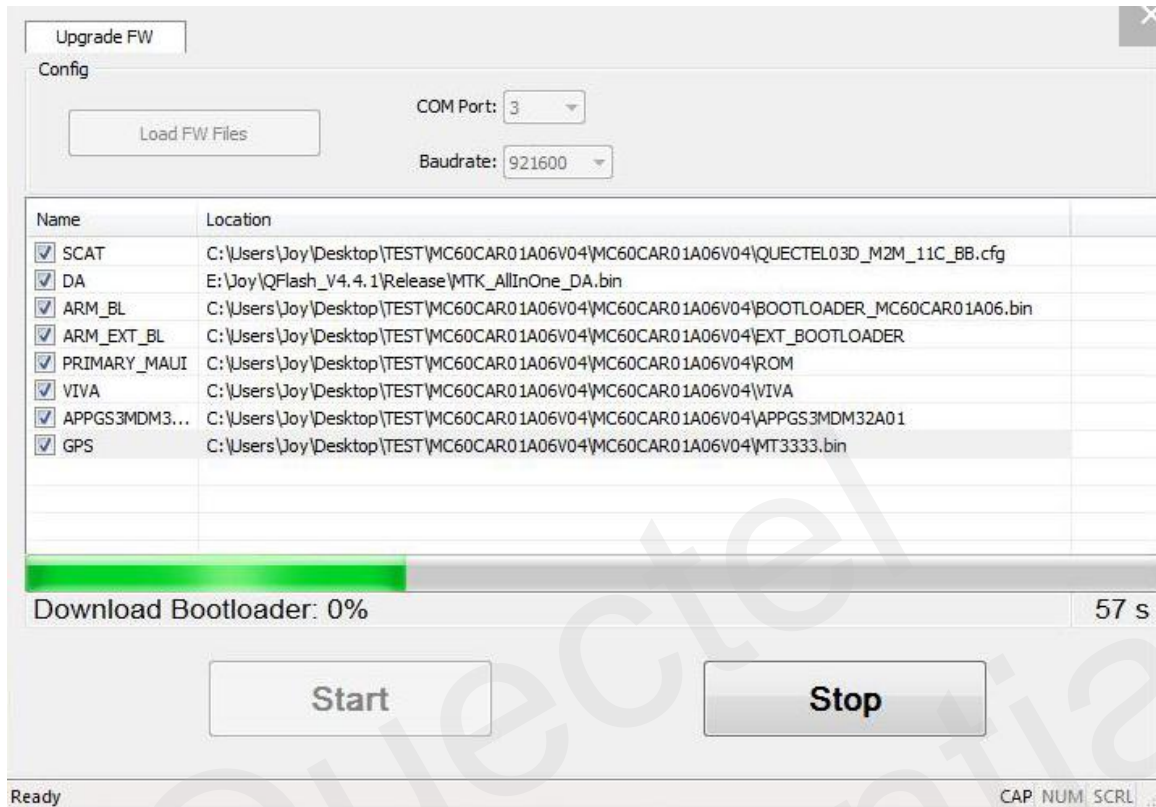 Upgrade FW
Config
Load FW Files
COM Port: 3
Baudrate: 921600
Name Location
SCAT C:\Users\Joy\Desktop\TEST\MC60CAR01A06V04\MC60CAR01A06V04\QUECTEL03D_M2M_11C_BB.cfg
DA E:\Joy\QFlash_V4.4.1\Release\MTK_AllInOne_DA.bin
ARM_BL C:\Users\Joy\Desktop\TEST\MC60CAR01A06V04\MC60CAR01A06V04\BOOTLOADER_MC60CAR01A06.bin
ARM_EXT_BL C:\Users\Joy\Desktop\TEST\MC60CAR01A06V04\MC60CAR01A06V04\EXT_BOOTLOADER
PRIMARY_MAUI C:\Users\Joy\Desktop\TEST\MC60CAR01A06V04\MC60CAR01A06V04\ROM
VIVA C:\Users\Joy\Desktop\TEST\MC60CAR01A06V04\MC60CAR01A06V04\VIVA
APPGS3MDM3... C:\Users\Joy\Desktop\TEST\MC60CAR01A06V04\MC60CAR01A06V04\APPGS3MDM32A01
GPS C:\Users\Joy\Desktop\TEST\MC60CAR01A06V04\MC60CAR01A06V04\MT3333.bin
Download Bootloader: 0% 57 s
Start Stop
Quectel
Ready CAP NUM SCRL